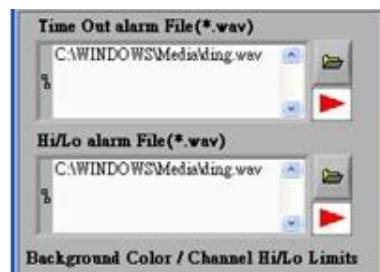 Time Out alarm File(*.wav)
C:\WINDOWS\Media\ding.wav
Hi/Lo alarm File(*.wav)
C:\WINDOWS\Media\ding.wav
Background Color / Channel Hi/Lo Limits